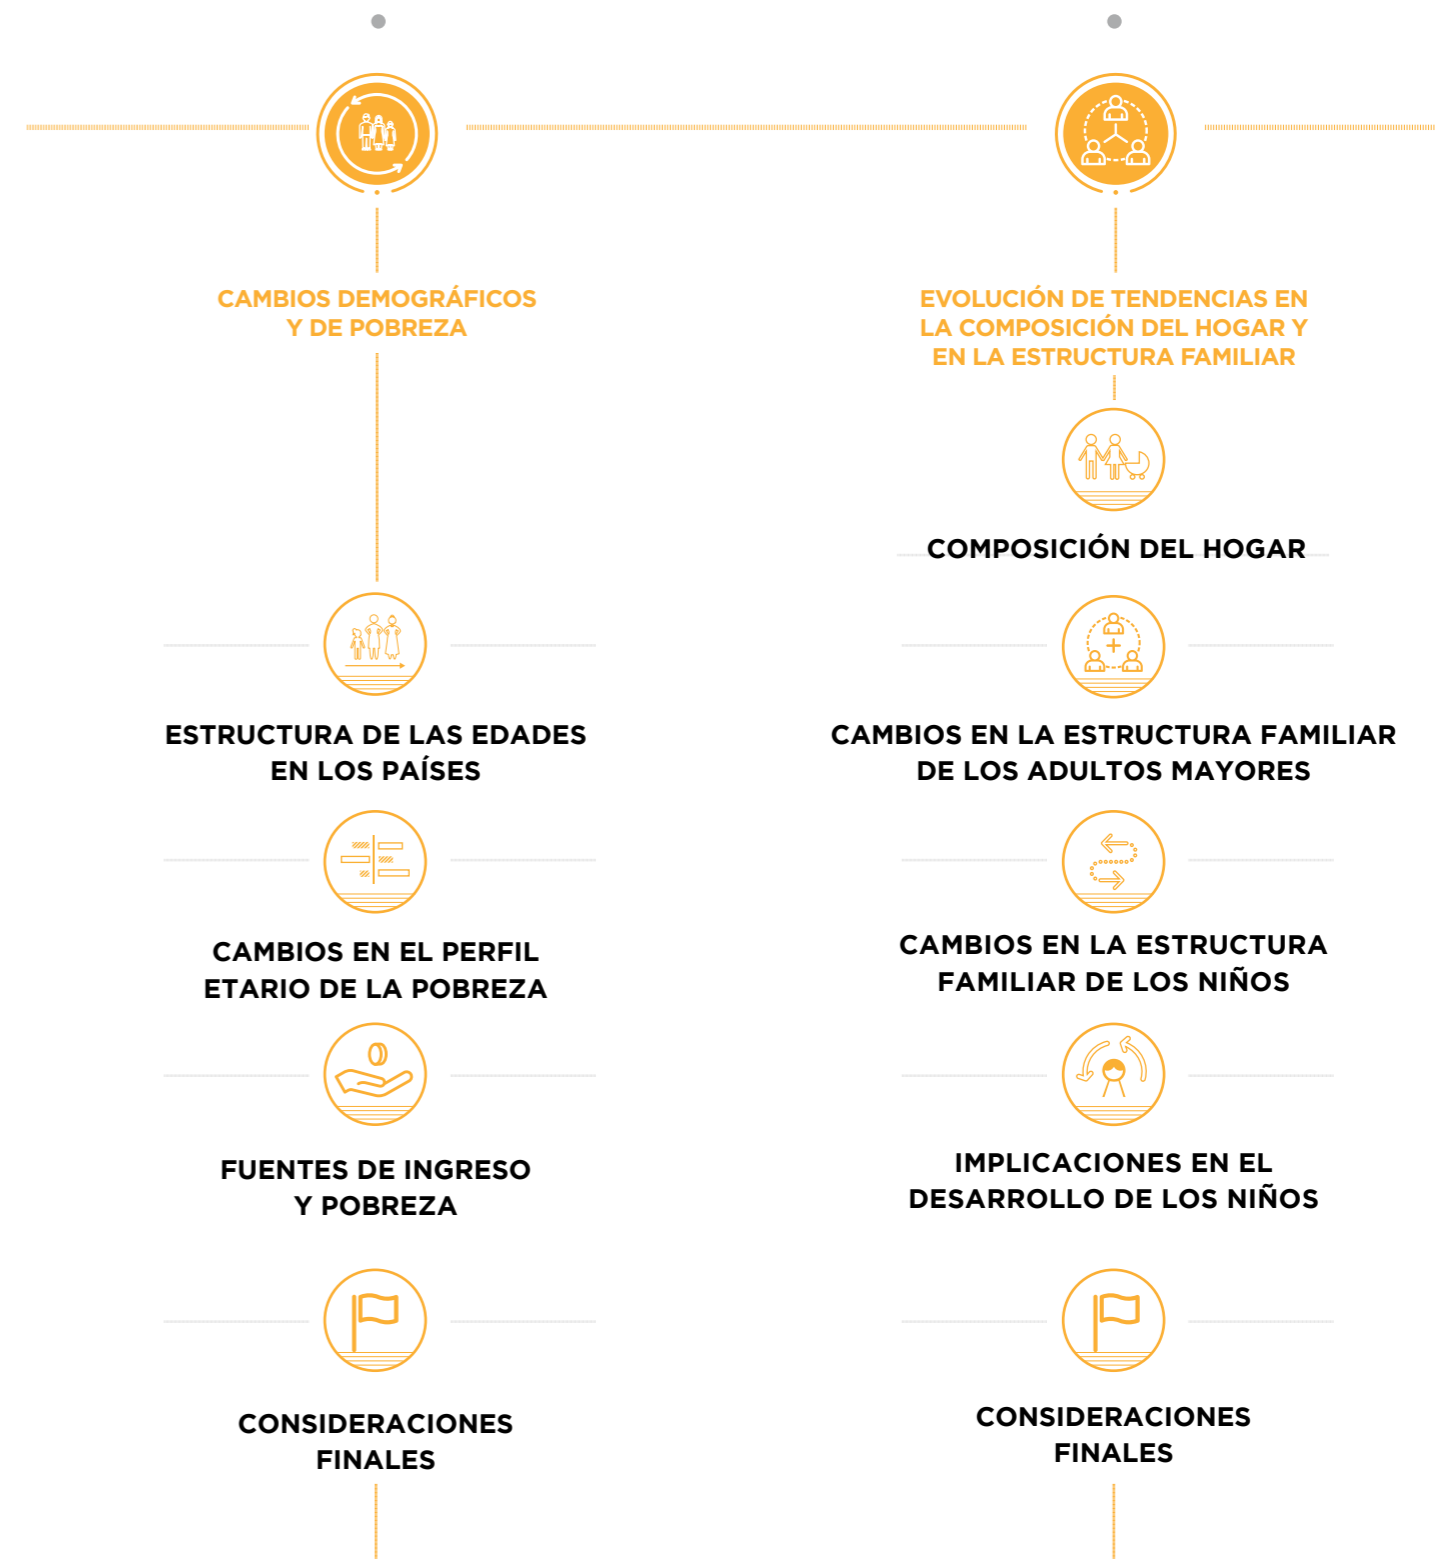 CAMBIOS DEMOGRÁFICOS
Y DE POBREZA
ESTRUCTURA DE LAS EDADES
EN LOS PAÍSES
CAMBIOS EN EL PERFIL
ETARIO DE LA POBREZA
FUENTES DE INGRESO
Y POBREZA
CONSIDERACIONES
FINALES
EVOLUCIÓN DE TENDENCIAS EN
LA COMPOSICIÓN DEL HOGAR Y
EN LA ESTRUCTURA FAMILIAR
COMPOSICIÓN DEL HOGAR
CAMBIOS EN LA ESTRUCTURA FAMILIAR
DE LOS ADULTOS MAYORES
CAMBIOS EN LA ESTRUCTURA
FAMILIAR DE LOS NIÑOS
IMPLICACIONES EN EL
DESARROLLO DE LOS NIÑOS
CONSIDERACIONES
FINALES